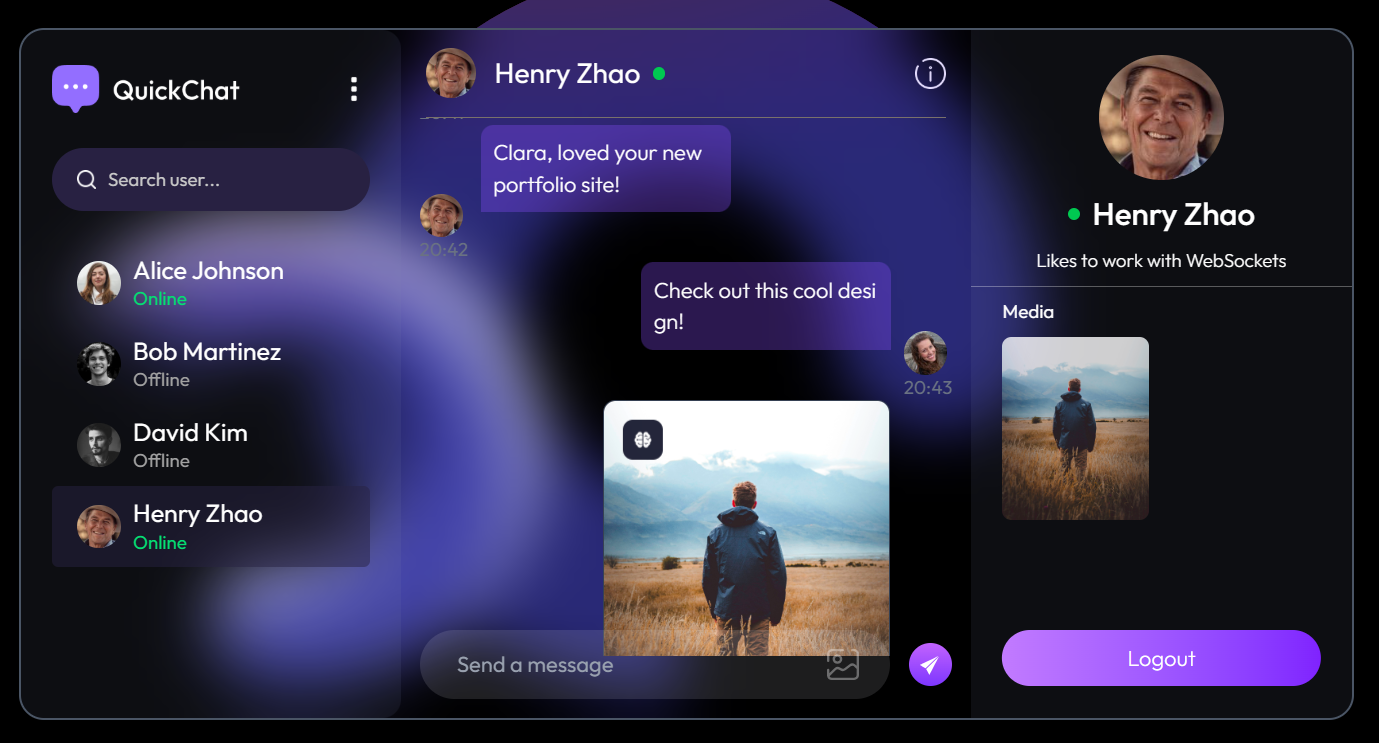 QuickChat
Search user...
Alice Johnson
Online
Bob Martinez
Offline
David Kim
Offline
Henry Zhao
Online
Henry Zhao
Clara, loved your new
portfolio site!
20:42
Check out this cool desi
gn!
20:43
Send a message
Henry Zhao
Likes to work with WebSockets
Media
Logout